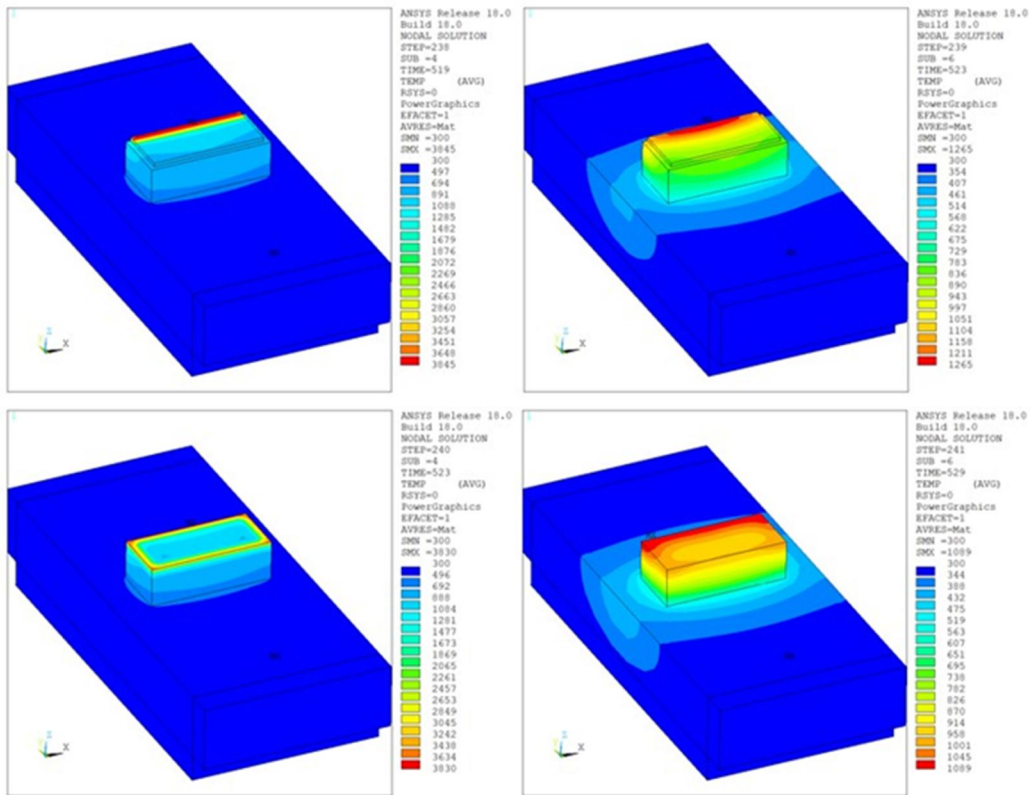 1
ANSYS Release 18.0
Build 18.0
NODAL SOLUTION
STEP=238
SUB =4
TIME=519
TEMP (AVG)
RSYS=0
PowerGraphics
EFACET=1
AVRES=Mat
SMN =300
SMX =3845
300
497
694
891
1088
1285
1482
1679
1876
2072
2269
2466
2663
2860
3057
3254
3451
3648
3845
Z
X
1
ANSYS Release 18.0
Build 18.0
NODAL SOLUTION
STEP=239
SUB =6
TIME=523
TEMP (AVG)
RSYS=0
PowerGraphics
EFACET=1
AVRES=Mat
SMN =300
SMX =1265
300
354
407
461
514
568
622
675
729
783
836
890
943
997
1051
1104
1158
1211
1265
Z
X
1
ANSYS Release 18.0
Build 18.0
NODAL SOLUTION
STEP=240
SUB =4
TIME=523
TEMP (AVG)
RSYS=0
PowerGraphics
EFACET=1
AVRES=Mat
SMN =300
SMX =3830
300
496
692
888
1084
1281
1477
1673
1869
2065
2261
2457
2653
2849
3045
3242
3438
3634
3830
Z
X
1
ANSYS Release 18.0
Build 18.0
NODAL SOLUTION
STEP=241
SUB =6
TIME=529
TEMP (AVG)
RSYS=0
PowerGraphics
EFACET=1
AVRES=Mat
SMN =300
SMX =1089
300
344
388
432
475
519
563
607
651
695
738
782
826
870
914
958
1001
1045
1089
Z
X